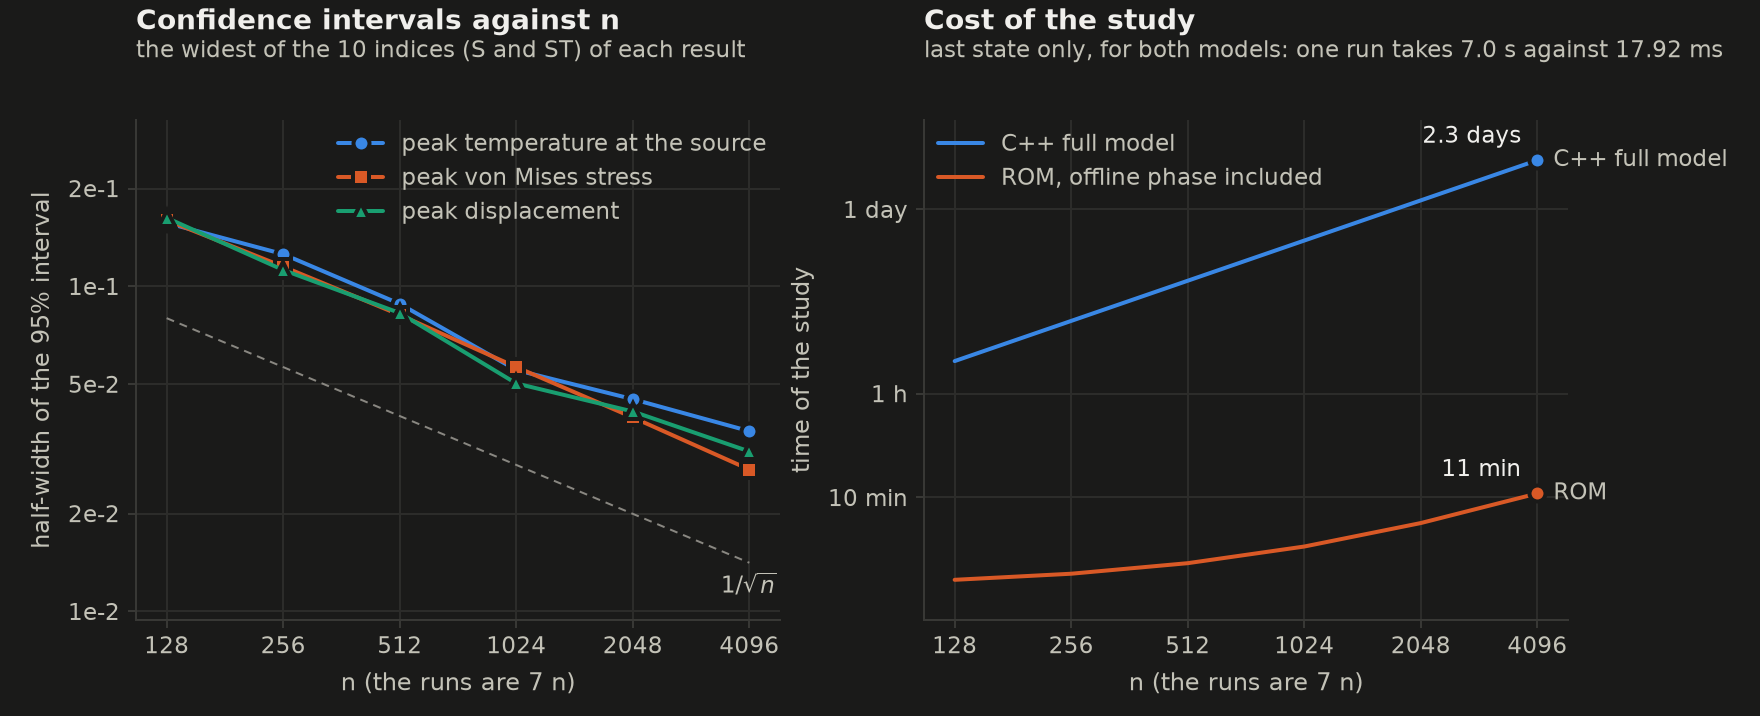 Confidence intervals against n
the widest of the 10 indices (S and ST) of each result
peak temperature at the source
peak von Mises stress
peak displacement
half-width of the 95% interval
2e-1
1e-1
5e-2
2e-2
1e-2
1/√n
128 256 512 1024 2048 4096
n (the runs are 7 n)
Cost of the study
last state only, for both models: one run takes 7.0 s against 17.92 ms
C++ full model
ROM, offline phase included
time of the study
1 day
1 h
10 min
2.3 days
C++ full model
11 min
ROM
128 256 512 1024 2048 4096
n (the runs are 7 n)